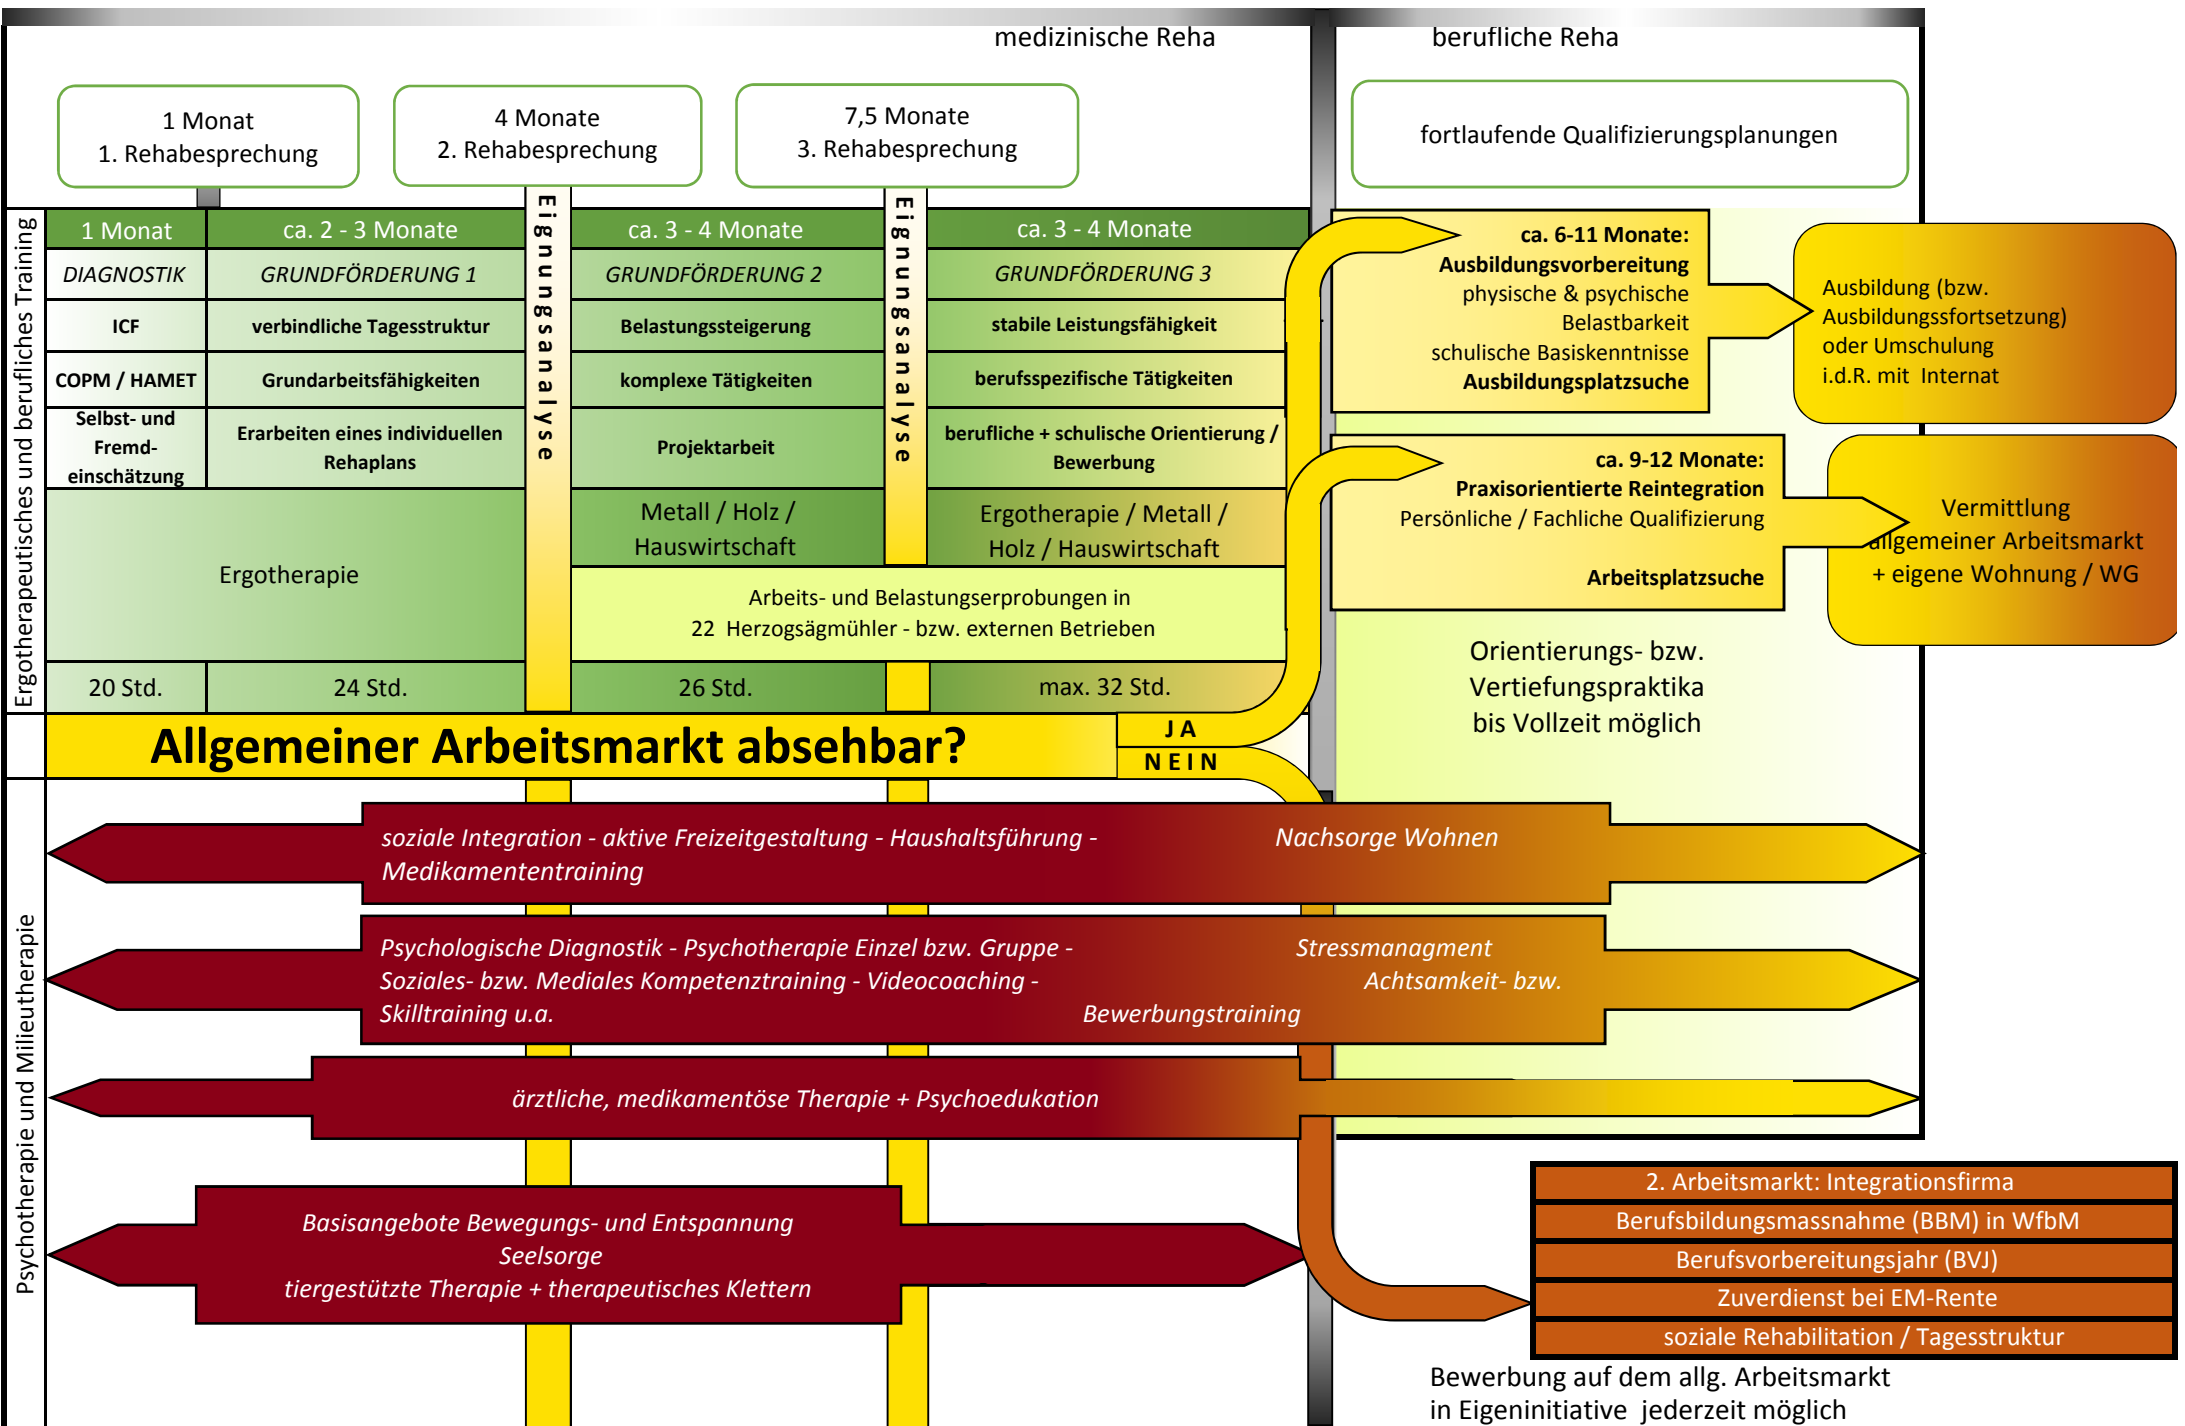 medizinische Reha
berufliche Reha
1 Monat
1. Rehabesprechung
4 Monate
2. Rehabesprechung
7,5 Monate
3. Rehabesprechung
fortlaufende Qualifizierungsplanungen
Ergotherapeutisches und berufliches Training
1 Monat
ca. 2 - 3 Monate
ca. 3 - 4 Monate
ca. 3 - 4 Monate
DIAGNOSTIK
GRUNDFÖRDERUNG 1
GRUNDFÖRDERUNG 2
GRUNDFÖRDERUNG 3
ICF
verbindliche Tagesstruktur
Belastungssteigerung
stabile Leistungsfähigkeit
COPM / HAMET
Grundarbeitsfähigkeiten
komplexe Tätigkeiten
berufsspezifische Tätigkeiten
Selbst- und
Fremd-
einschätzung
Erarbeiten eines individuellen
Rehaplans
Projektarbeit
berufliche + schulische Orientierung /
Bewerbung
Ergotherapie
Metall / Holz /
Hauswirtschaft
Ergotherapie / Metall /
Holz / Hauswirtschaft
Arbeits- und Belastungserprobungen in
22 Herzogsägmühler - bzw. externen Betrieben
20 Std.
24 Std.
26 Std.
max. 32 Std.
Eignungsanalyse
Eignungsanalyse
ca. 6-11 Monate:
Ausbildungsvorbereitung
physische & psychische
Belastbarkeit
schulische Basiskenntnisse
Ausbildungsplatzsuche
Ausbildung (bzw.
Ausbildungssfortsetzung)
oder Umschulung
i.d.R. mit Internat
ca. 9-12 Monate:
Praxisorientierte Reintegration
Persönliche / Fachliche Qualifizierung
Arbeitsplatzsuche
Vermittlung
allgemeiner Arbeitsmarkt
+ eigene Wohnung / WG
Orientierungs- bzw.
Vertiefungspraktika
bis Vollzeit möglich
Allgemeiner Arbeitsmarkt absehbar?
JA
NEIN
Psychotherapie und Milieutherapie
soziale Integration - aktive Freizeitgestaltung - Haushaltsführung -
Medikamententraining
Nachsorge Wohnen
Psychologische Diagnostik - Psychotherapie Einzel bzw. Gruppe -
Soziales- bzw. Mediales Kompetenztraining - Videocoaching -
Skilltraining u.a.
Stressmanagment
Achtsamkeit- bzw.
Bewerbungstraining
ärztliche, medikamentöse Therapie + Psychoedukation
Basisangebote Bewegungs- und Entspannung
Seelsorge
tiergestützte Therapie + therapeutisches Klettern
2. Arbeitsmarkt: Integrationsfirma
Berufsbildungsmassnahme (BBM) in WfbM
Berufsvorbereitungsjahr (BVJ)
Zuverdienst bei EM-Rente
soziale Rehabilitation / Tagesstruktur
Bewerbung auf dem allg. Arbeitsmarkt
in Eigeninitiative jederzeit möglich